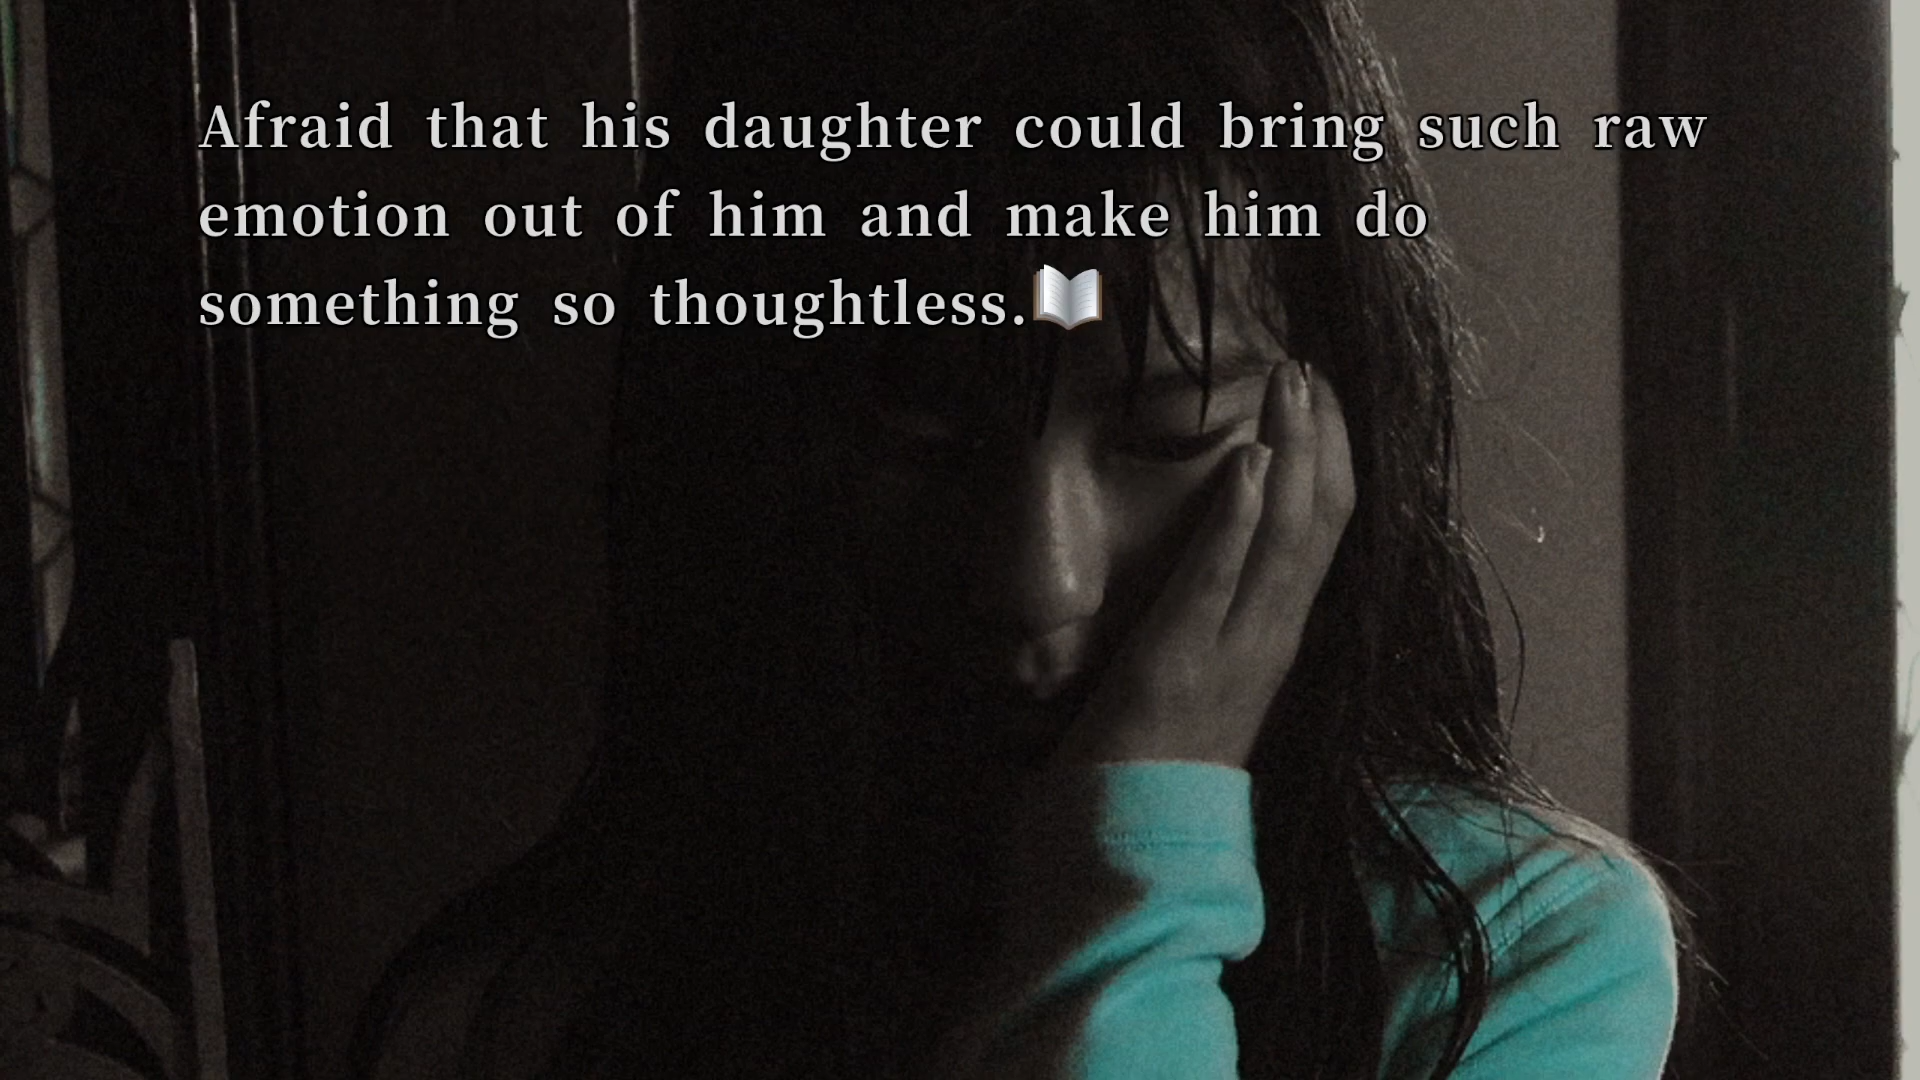 Afraid that his daughter could bring such raw
emotion out of him and make him do
something so thoughtless.